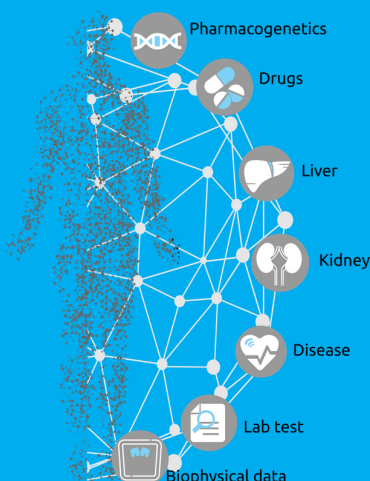 Pharmacogenetics
Drugs
Liver
Kidney
Disease
Lab test
Biophysical data